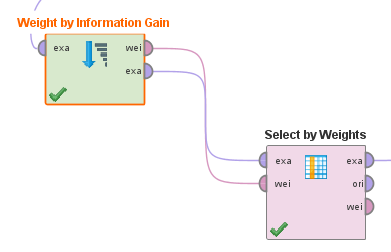 Weight by Information Gain
exa wei
exa
Select by Weights
exa exa
wei ori
wei